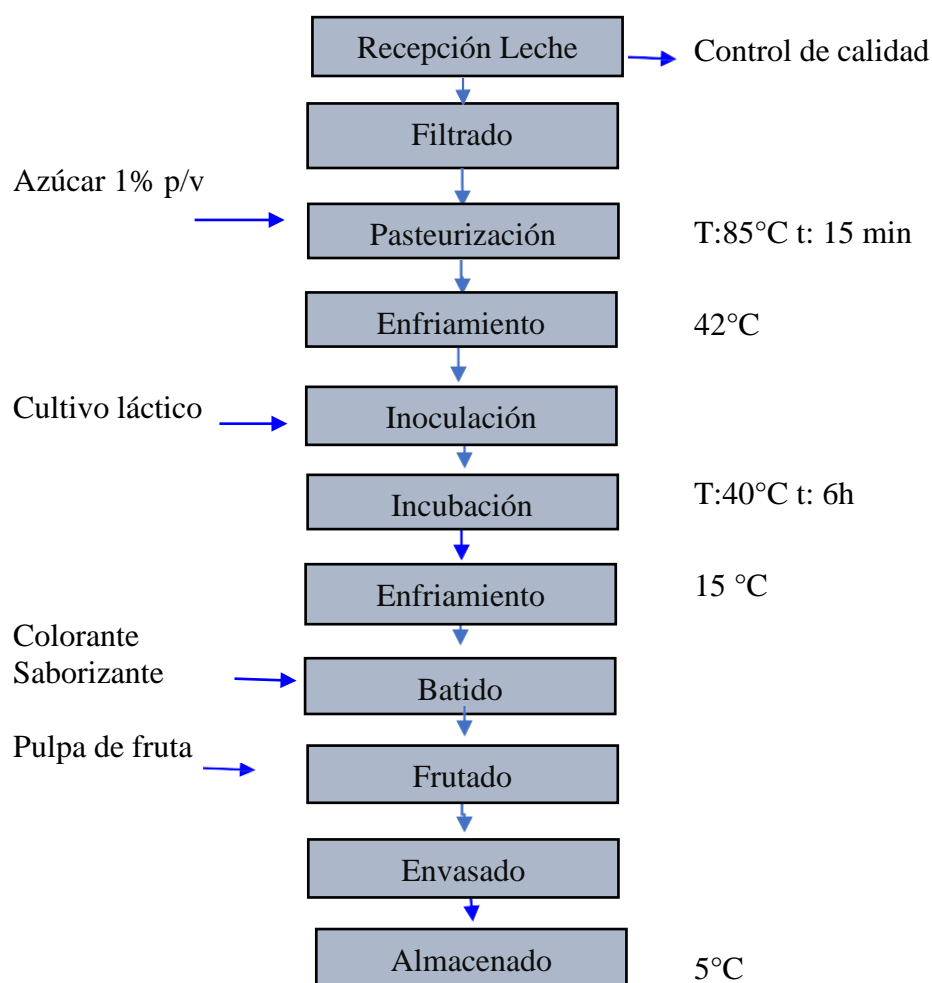 Recepción Leche
Control de calidad
Filtrado
Azúcar 1% p/v
Pasteurización
T:85°C t: 15 min
Enfriamiento
42°C
Cultivo láctico
Inoculación
Incubación
T:40°C t: 6h
Enfriamiento
15 °C
Colorante
Saborizante
Batido
Pulpa de fruta
Frutado
Envasado
Almacenado
5°C